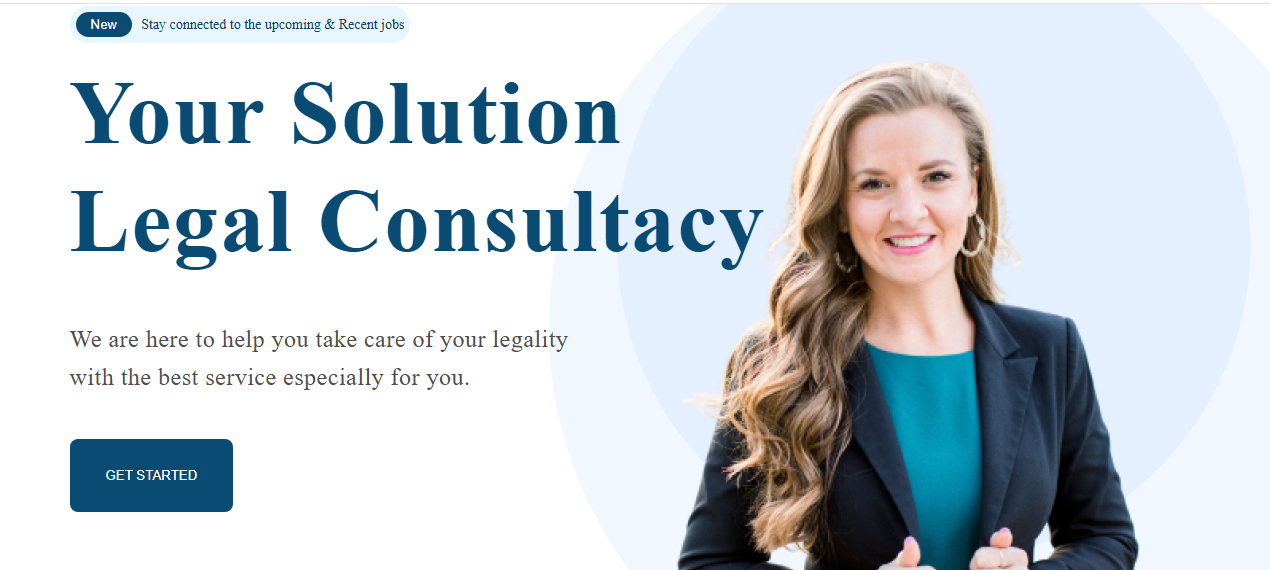 New Stay connected to the upcoming & Recent jobs
Your Solution
Legal Consultacy
We are here to help you take care of your legality
with the best service especially for you.
GET STARTED